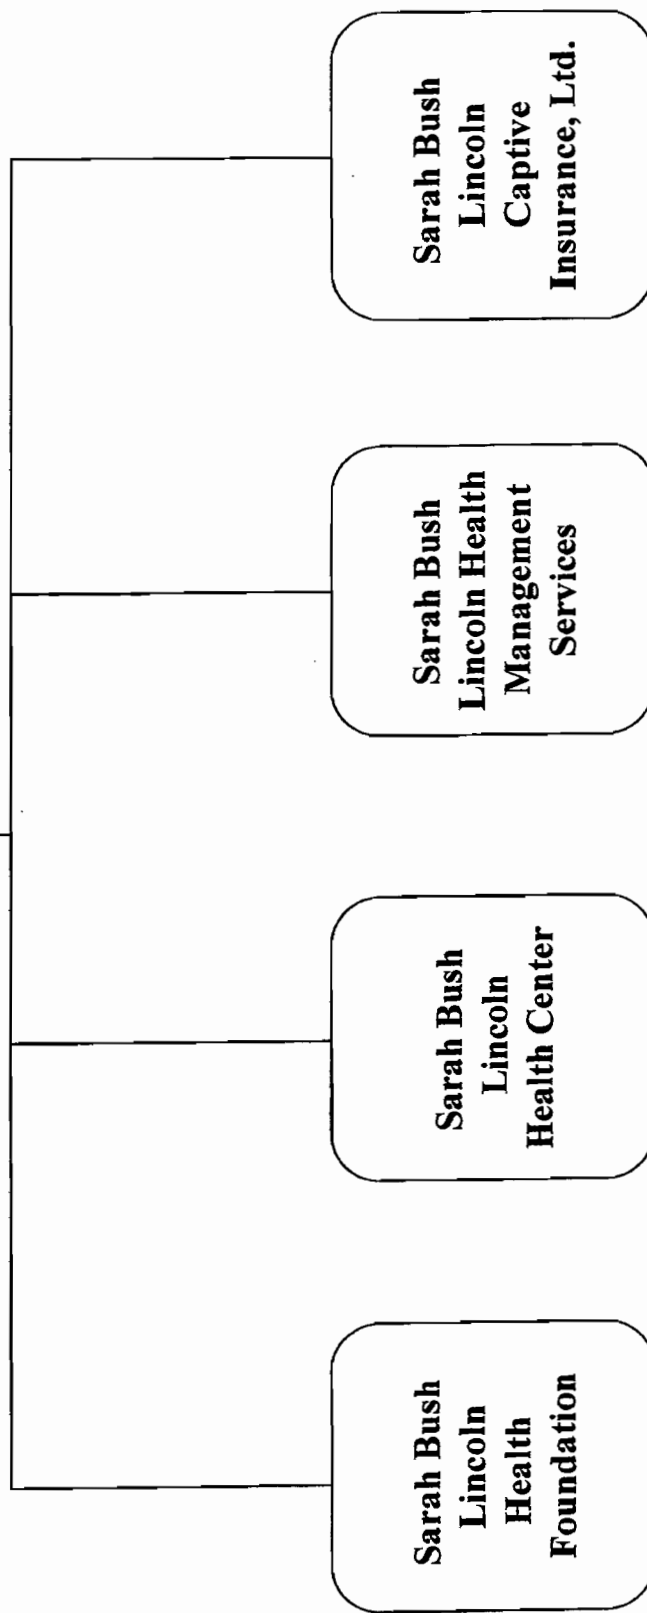 Sarah Bush
Lincoln
Health
Foundation
Sarah Bush
Lincoln
Health Center
Sarah Bush
Lincoln Health
Management
Services
Sarah Bush
Lincoln
Captive
Insurance, Ltd.